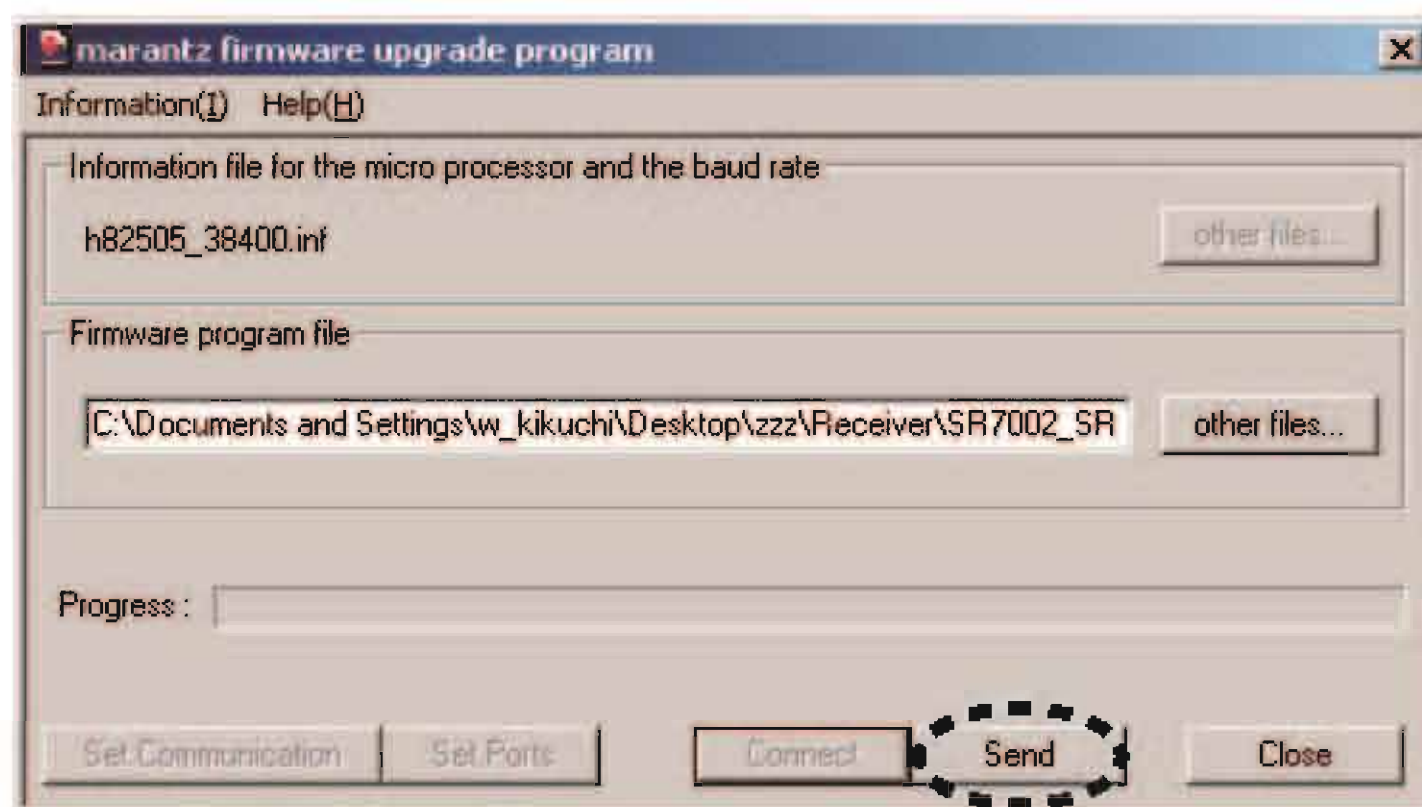 marantz firmware upgrade program
Information(I) Help(H)
Information file for the micro processor and the baud rate
h82505_38400.inf
other files...
Firmware program file
C:\Documents and Settings\w_kikuchi\Desktop\zzz\Receiver\SR7002_SR
other files...
Progress :
Set Communication Set Ports Connect Send Close